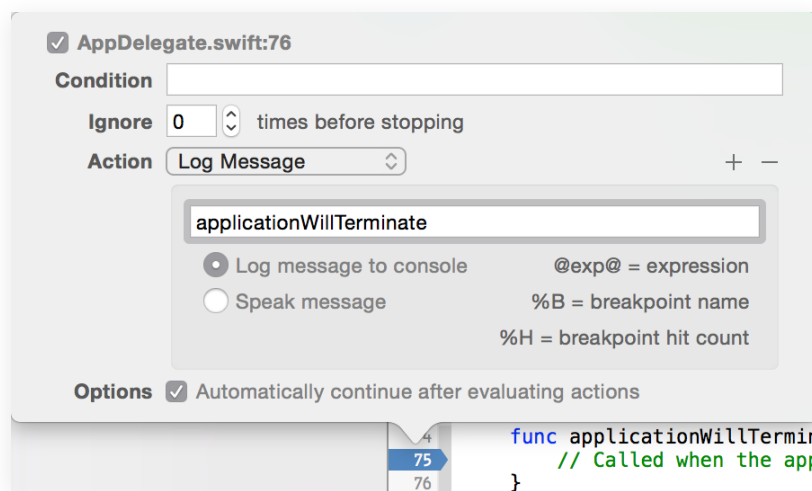 AppDelegate.swift:76
Condition
Ignore 0 times before stopping
Action Log Message + −
applicationWillTerminate
Log message to console @exp@ = expression
Speak message %B = breakpoint name
%H = breakpoint hit count
Options Automatically continue after evaluating actions
func applicationWillTermin
75 // Called when the app
76 }